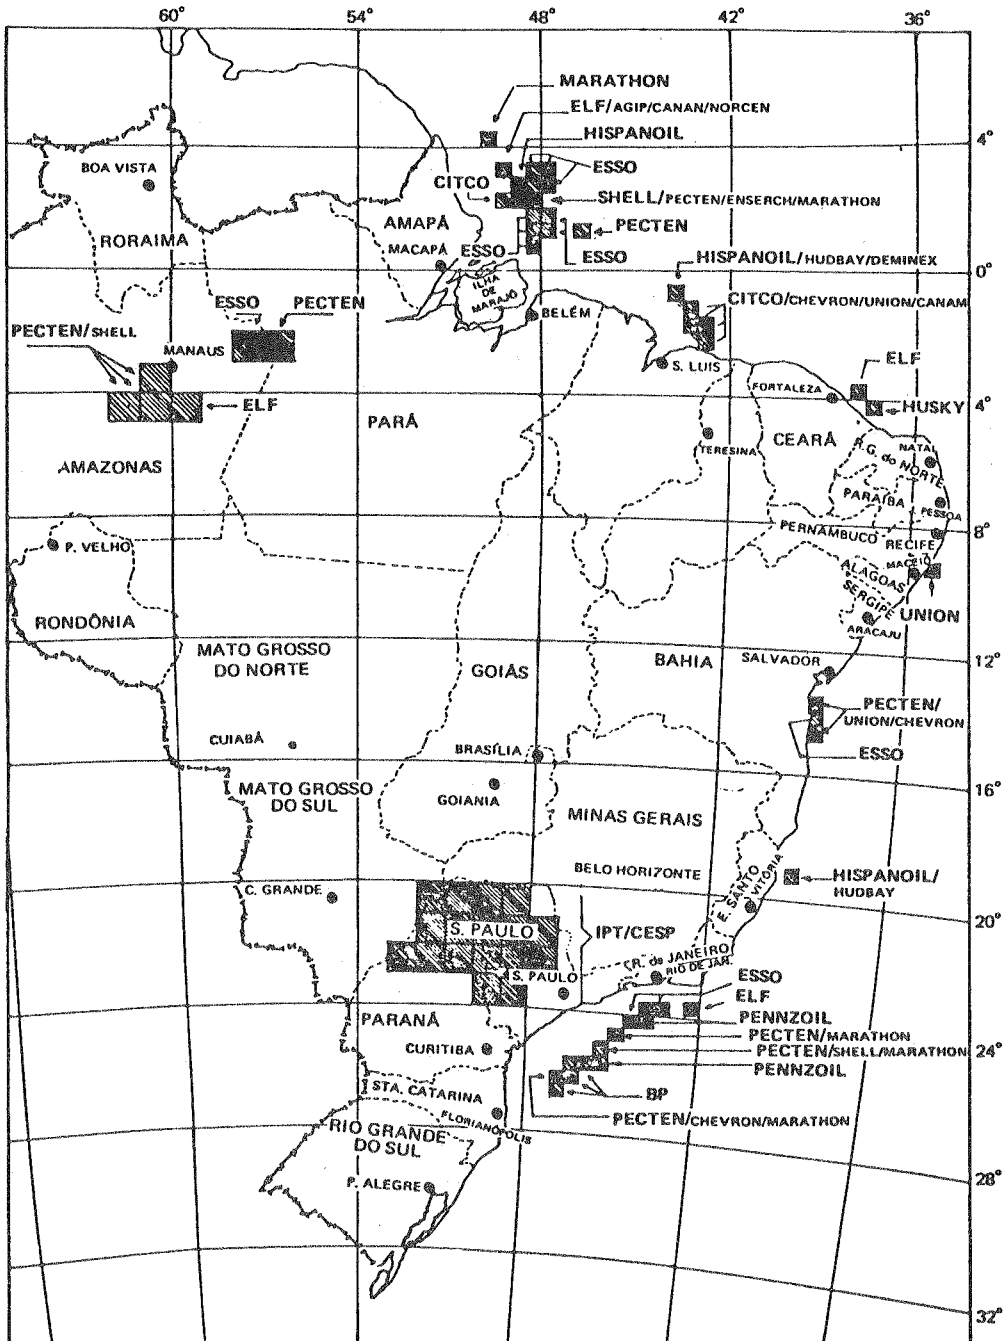 60° 54° 48° 42° 36°
MARATHON
ELF/AGIP/CANAN/NORCEN
HISPANOIL
4°
BOA VISTA
ESSO
CITCO
SHELL/PECTEN/ENSERCH/MARATHON
AMAPÁ
PECTEN
RORAIMA
MACAPÁ
ESSO
ESSO
HISPANOIL/HUDBAY/DEMINEX
0°
ILHA
DE
MARAJÓ
ESSO PECTEN
CITCO/CHEVRON/UNION/CANAM
BELÉM
PECTEN/SHELL
MANAUS
S. LUIS
ELF
FORTALEZA
ELF
4°
HUSKY
PARÁ
CEARÁ
NATAL
R.G. do NORTE
TERESINA
AMAZONAS
PARAÍBA
J. PESSOA
8°
PERNAMBUCO
RECIFE
P. VELHO
MACEIÓ
ALAGOAS
SERGIPE
UNION
ARACAJU
RONDÔNIA
MATO GROSSO
DO NORTE
GOIÁS
BAHIA
SALVADOR
12°
PECTEN/
UNION/CHEVRON
CUIABÁ
BRASÍLIA
ESSO
MATO GROSSO
DO SUL
GOIANIA
16°
MINAS GERAIS
BELO HORIZONTE
E. SANTO
VITÓRIA
HISPANOIL/
HUDBAY
C. GRANDE
20°
S. PAULO
IPT/CESP
R. de JANEIRO
RIO DE JAN.
S. PAULO
ESSO
ELF
PARANÁ
PENNZOIL
PECTEN/MARATHON
CURITIBA
PECTEN/SHELL/MARATHON
24°
PENNZOIL
STA. CATARINA
BP
FLORIANÓPOLIS
PECTEN/CHEVRON/MARATHON
RIO GRANDE
DO SUL
28°
P. ALEGRE
32°